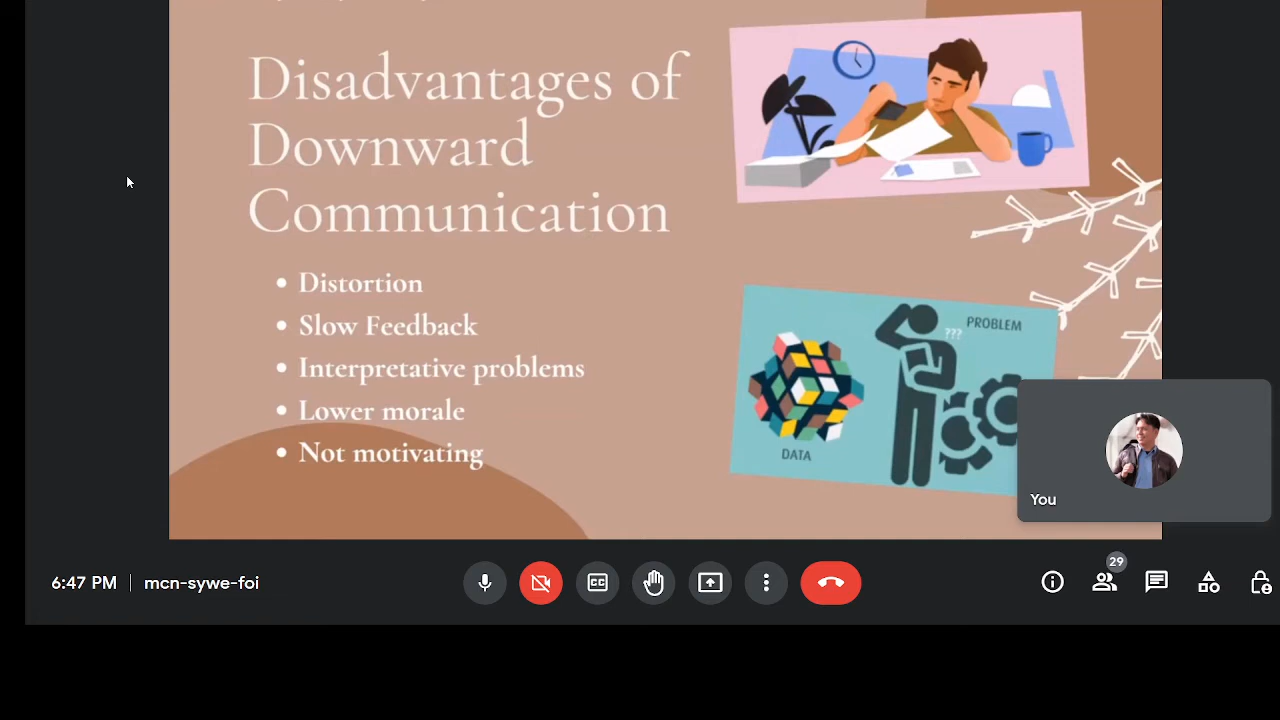 Disadvantages of
Downward
Communication
• Distortion
• Slow Feedback
• Interpretative problems
• Lower morale
• Not motivating
PROBLEM
???
DATA
You
6:47 PM | mcn-sywe-foi
CC
29